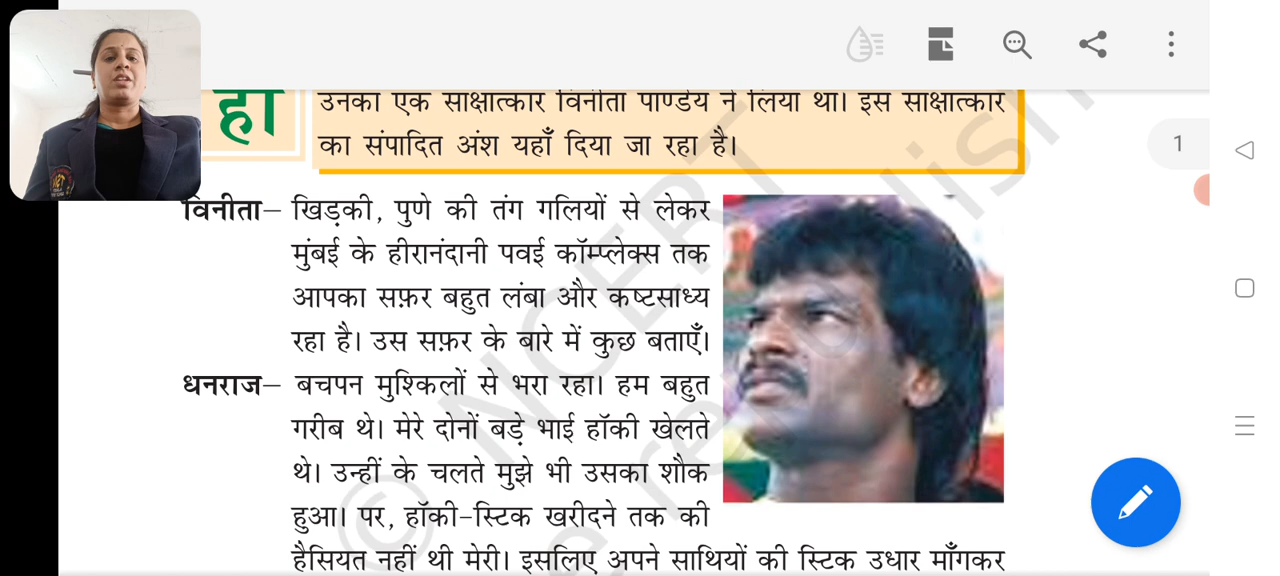 ही
उनका एक साक्षात्कार विनीता पाण्डेय ने लिया था। इस साक्षात्कार
का संपादित अंश यहाँ दिया जा रहा है।
1
विनीता– खिड़की, पुणे की तंग गलियों से लेकर
मुंबई के हीरानंदानी पवई कॉम्प्लेक्स तक
आपका सफ़र बहुत लंबा और कष्टसाध्य
रहा है। उस सफ़र के बारे में कुछ बताएँ।
धनराज– बचपन मुश्किलों से भरा रहा। हम बहुत
गरीब थे। मेरे दोनों बड़े भाई हॉकी खेलते
थे। उन्हीं के चलते मुझे भी उसका शौक
हुआ। पर, हॉकी-स्टिक खरीदने तक की
हैसियत नहीं थी मेरी। इसलिए अपने साथियों की स्टिक उधार माँगकर
© NCERT